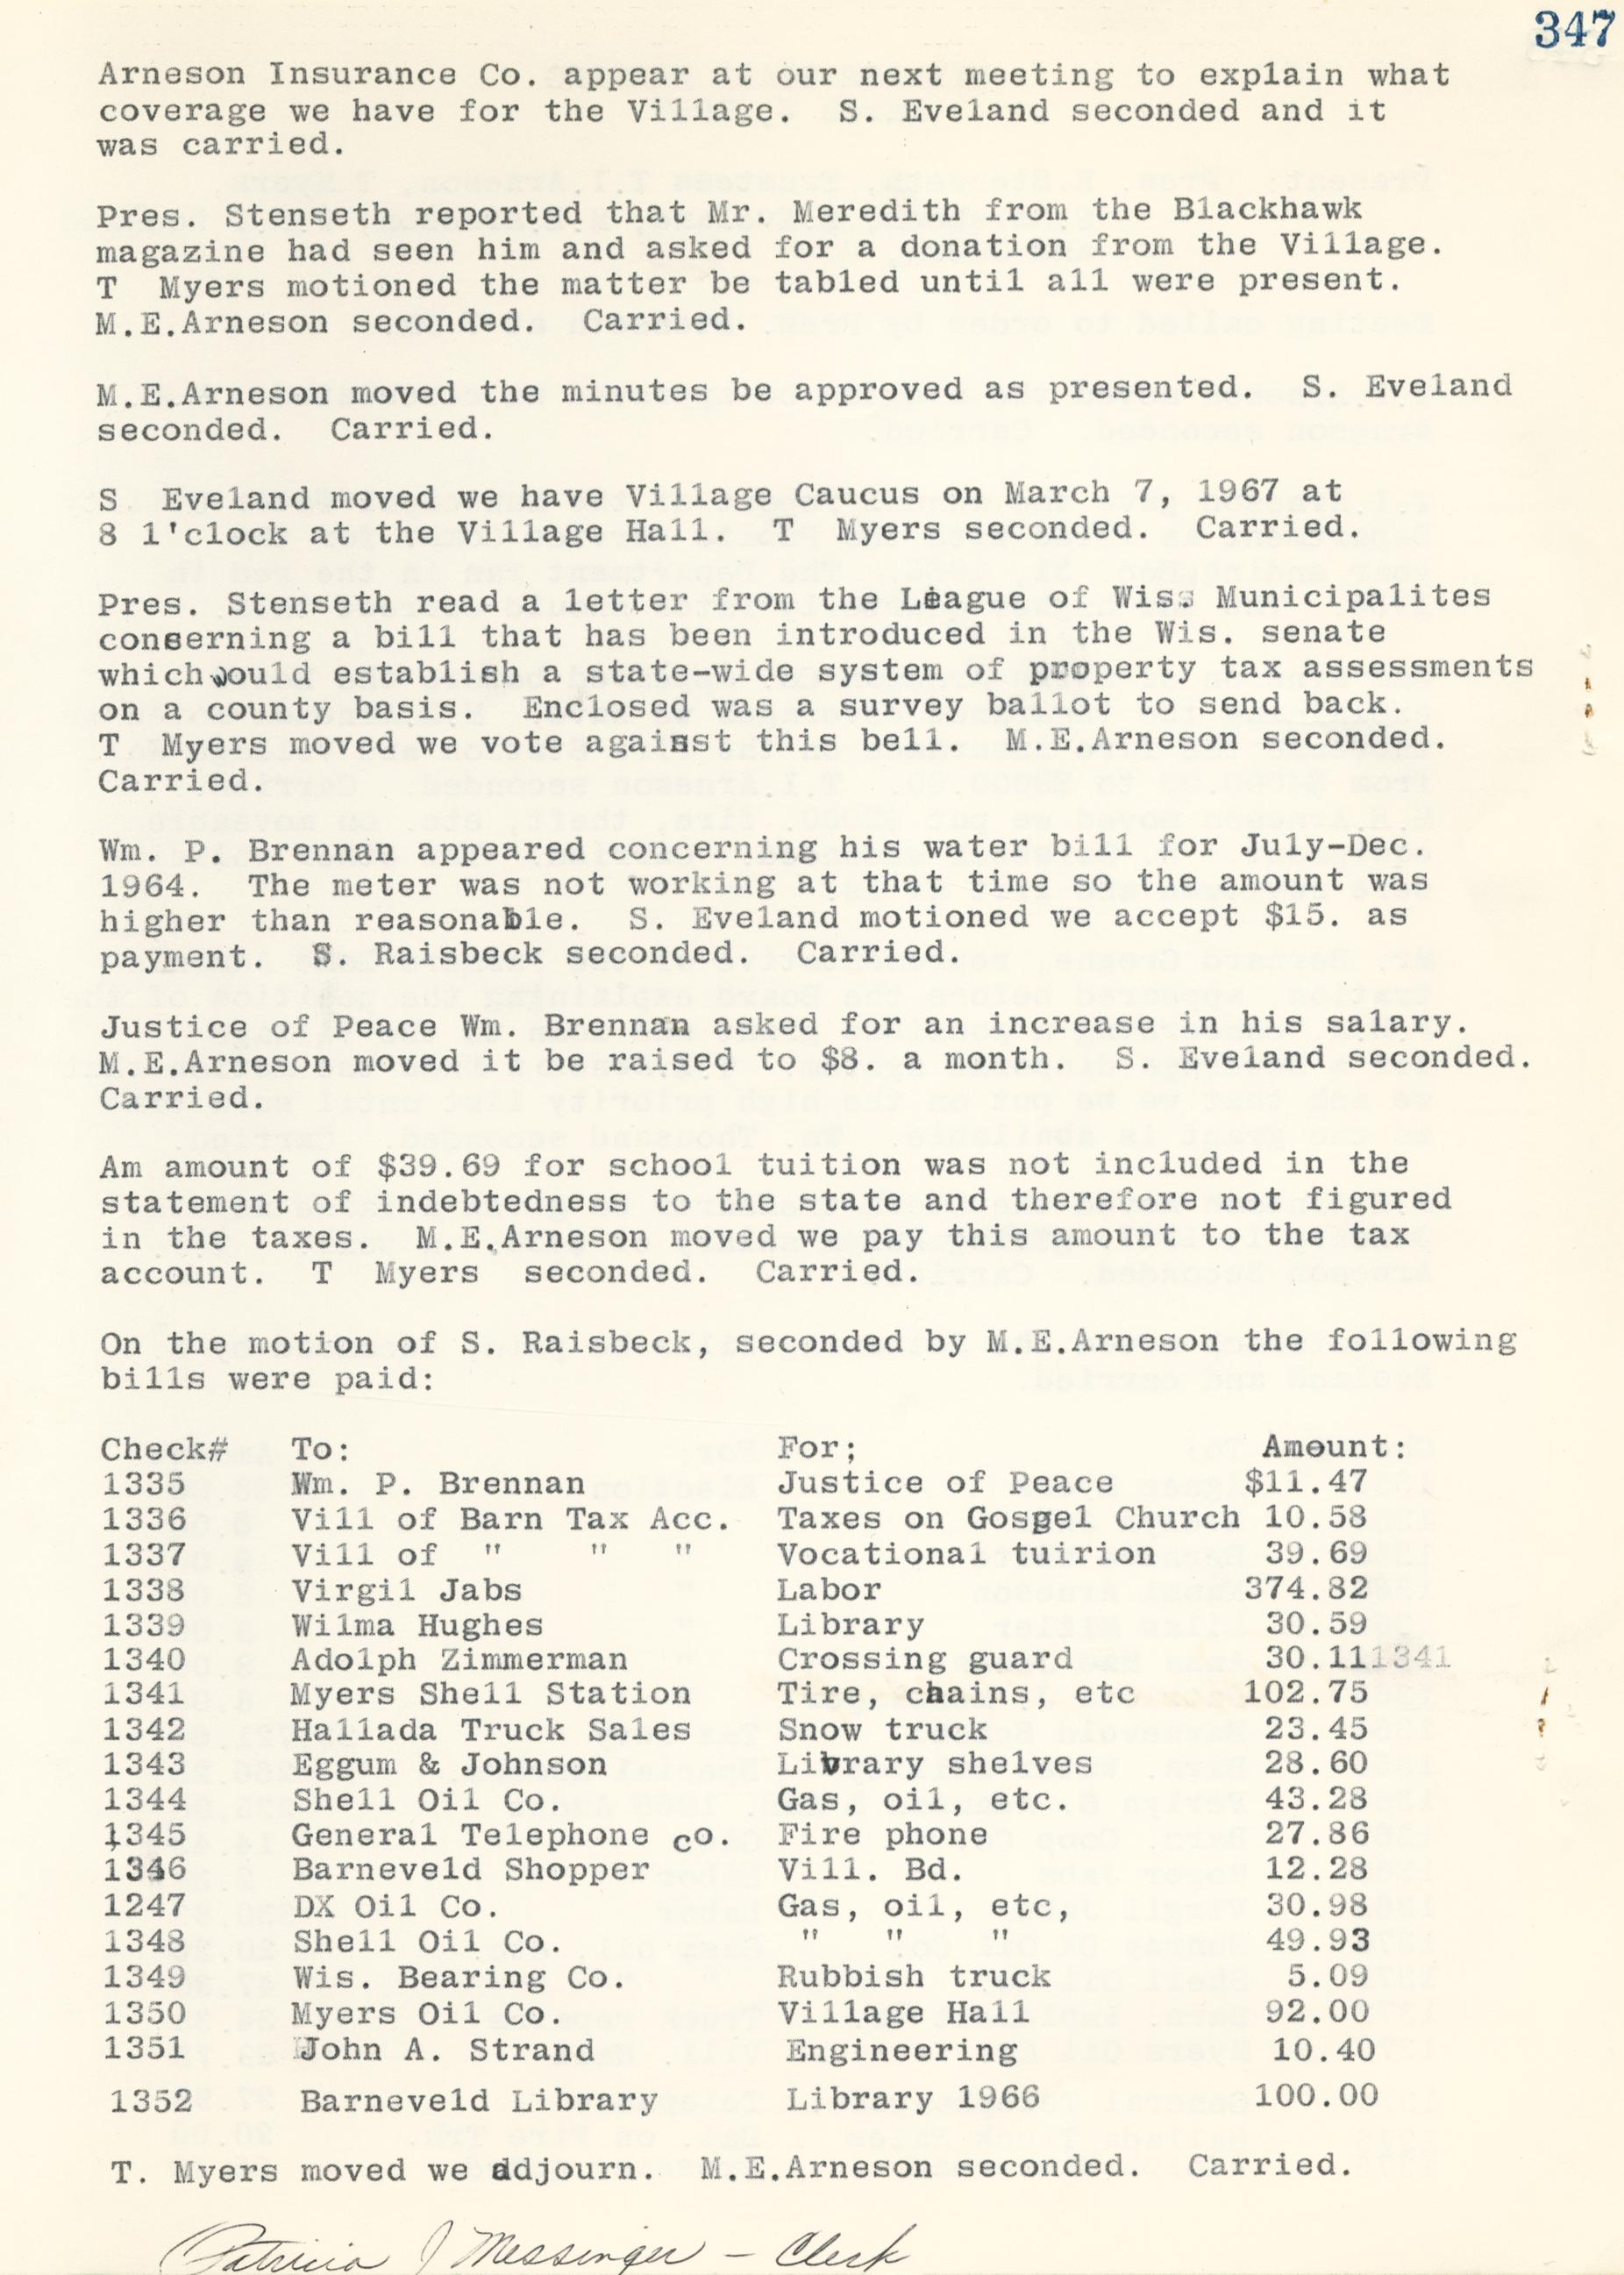 347
Arneson Insurance Co. appear at our next meeting to explain what
coverage we have for the Village.  S. Eveland seconded and it
was carried.
Pres. Stenseth reported that Mr. Meredith from the Blackhawk
magazine had seen him and asked for a donation from the Village.
T  Myers motioned the matter be tabled until all were present.
M.E.Arneson seconded.  Carried.
M.E.Arneson moved the minutes be approved as presented.  S. Eveland
seconded.  Carried.
S  Eveland moved we have Village Caucus on March 7, 1967 at
8 1'clock at the Village Hall.  T  Myers seconded.  Carried.
Pres. Stenseth read a letter from the League of Wis. Municipalites
conserning a bill that has been introduced in the Wis. senate
which would establish a state-wide system of property tax assessments
on a county basis.  Enclosed was a survey ballot to send back.
T  Myers moved we vote against this bell.  M.E.Arneson seconded.
Carried.
Wm. P. Brennan appeared concerning his water bill for July-Dec.
1964.  The meter was not working at that time so the amount was
higher than reasonable.  S. Eveland motioned we accept $15. as
payment.  S. Raisbeck seconded.  Carried.
Justice of Peace Wm. Brennan asked for an increase in his salary.
M.E.Arneson moved it be raised to $8. a month.  S. Eveland seconded.
Carried.
Am amount of $39.69 for school tuition was not included in the
statement of indebtedness to the state and therefore not figured
in the taxes.  M.E.Arneson moved we pay this amount to the tax
account.  T  Myers  seconded.  Carried.
On the motion of S. Raisbeck, seconded by M.E.Arneson the following
bills were paid:
Check#  To:  For;  Amount:
1335  Wm. P. Brennan  Justice of Peace  $11.47
1336  Vill of Barn Tax Acc.  Taxes on Gospel Church 10.58
1337  Vill of  "  "  "  Vocational tuirion  39.69
1338  Virgil Jabs  Labor  374.82
1339  Wilma Hughes  Library  30.59
1340  Adolph Zimmerman  Crossing guard  30.111341
1341  Myers Shell Station  Tire, chains, etc  102.75
1342  Hallada Truck Sales  Snow truck  23.45
1343  Eggum & Johnson  Library shelves  28.60
1344  Shell Oil Co.  Gas, oil, etc.  43.28
1345  General Telephone co.  Fire phone  27.86
1346  Barneveld Shopper  Vill. Bd.  12.28
1247  DX Oil Co.  Gas, oil, etc,  30.98
1348  Shell Oil Co.  "  "  "  49.93
1349  Wis. Bearing Co.  Rubbish truck  5.09
1350  Myers Oil Co.  Village Hall  92.00
1351  John A. Strand  Engineering  10.40
1352  Barneveld Library  Library 1966  100.00
T. Myers moved we adjourn.  M.E.Arneson seconded.  Carried.
Patricia J Messinger – Clerk